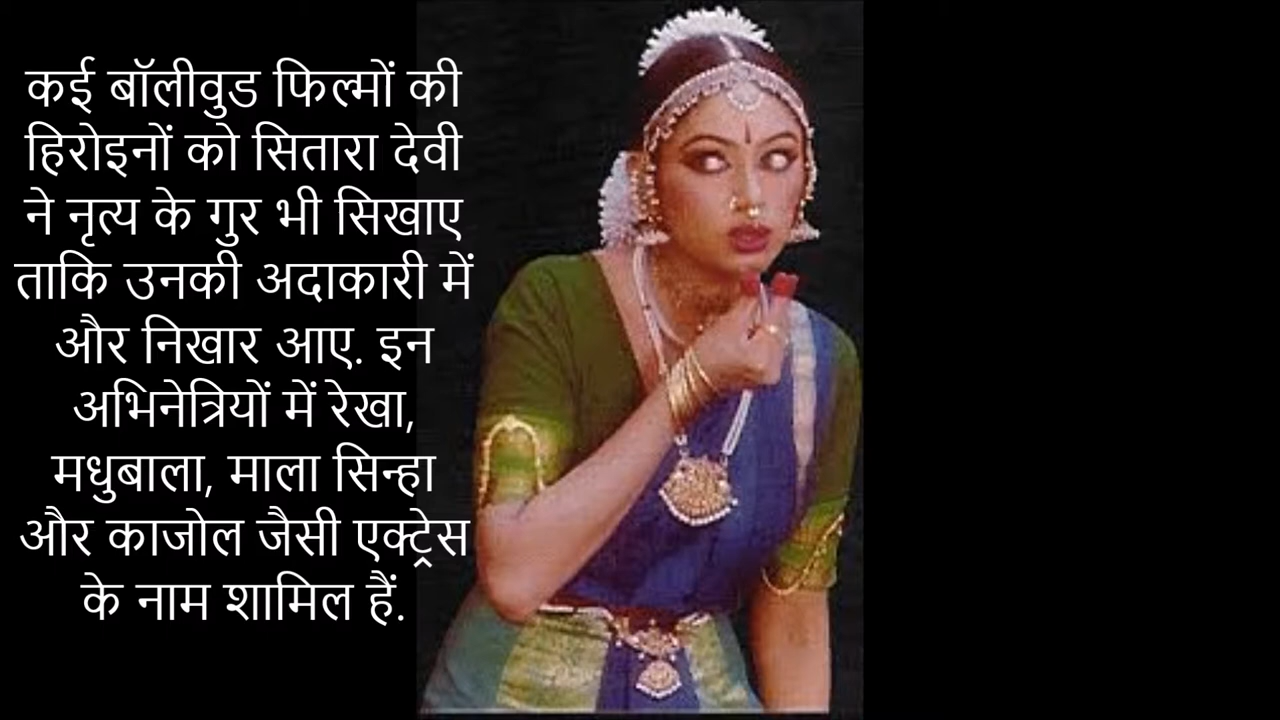 कई बॉलीवुड फिल्मों की
हिरोइनों को सितारा देवी
ने नृत्य के गुर भी सिखाए
ताकि उनकी अदाकारी में
और निखार आए. इन
अभिनेत्रियों में रेखा,
मधुबाला, माला सिन्हा
और काजोल जैसी एक्ट्रेस
के नाम शामिल हैं.